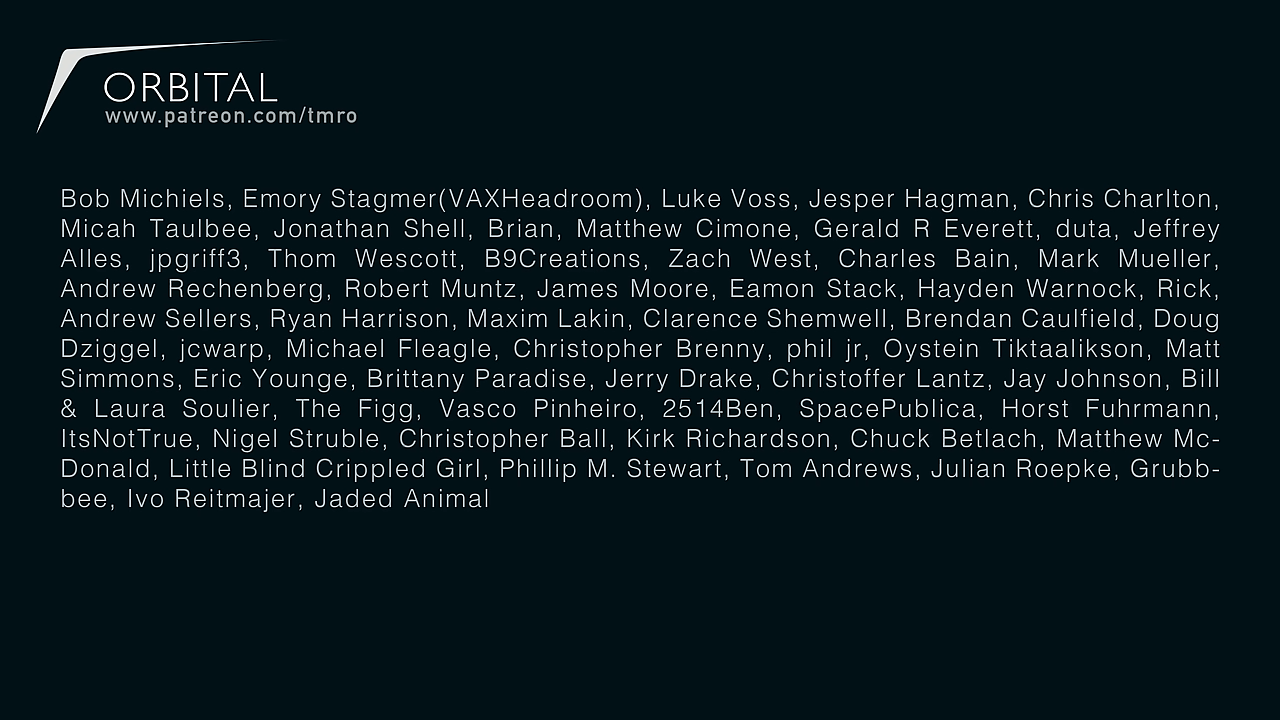 ORBITAL
www.patreon.com/tmro
Bob Michiels, Emory Stagmer(VAXHeadroom), Luke Voss, Jesper Hagman, Chris Charlton,
Micah Taulbee, Jonathan Shell, Brian, Matthew Cimone, Gerald R Everett, duta, Jeffrey
Alles, jpgriff3, Thom Wescott, B9Creations, Zach West, Charles Bain, Mark Mueller,
Andrew Rechenberg, Robert Muntz, James Moore, Eamon Stack, Hayden Warnock, Rick,
Andrew Sellers, Ryan Harrison, Maxim Lakin, Clarence Shemwell, Brendan Caulfield, Doug
Dziggel, jcwarp, Michael Fleagle, Christopher Brenny, phil jr, Oystein Tiktaalikson, Matt
Simmons, Eric Younge, Brittany Paradise, Jerry Drake, Christoffer Lantz, Jay Johnson, Bill
& Laura Soulier, The Figg, Vasco Pinheiro, 2514Ben, SpacePublica, Horst Fuhrmann,
ItsNotTrue, Nigel Struble, Christopher Ball, Kirk Richardson, Chuck Betlach, Matthew Mc-
Donald, Little Blind Crippled Girl, Phillip M. Stewart, Tom Andrews, Julian Roepke, Grubb-
bee, Ivo Reitmajer, Jaded Animal